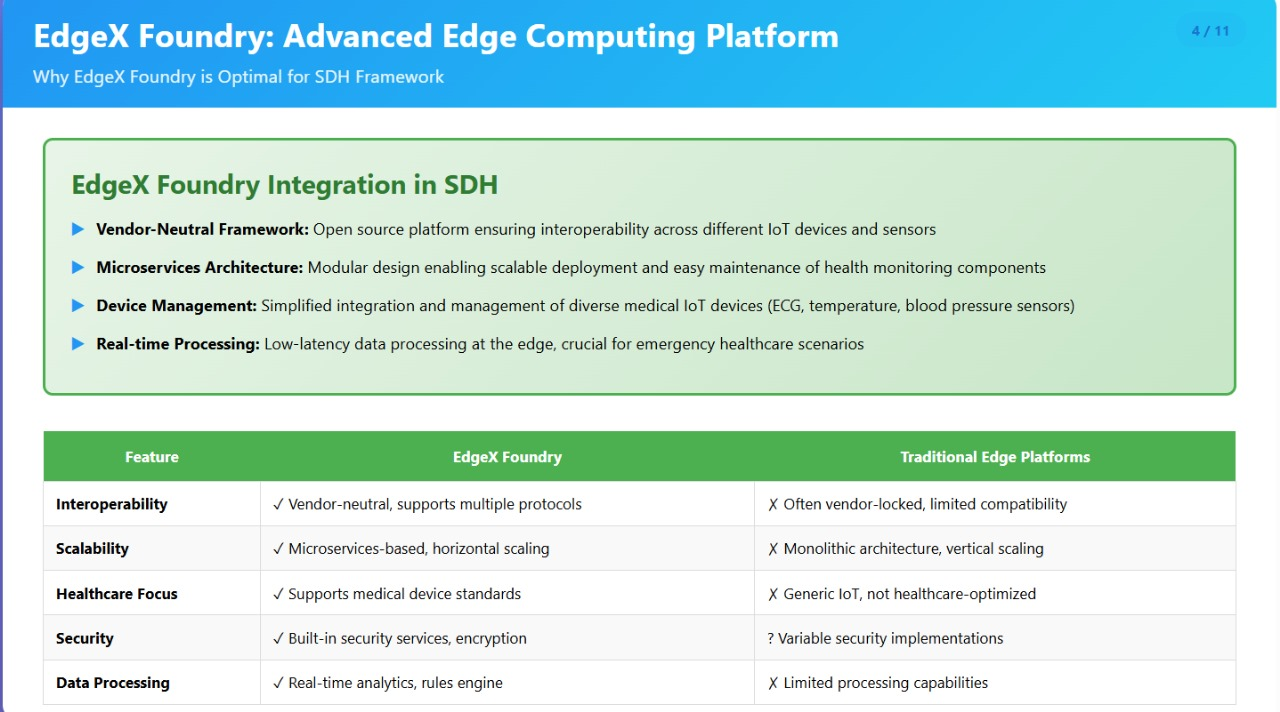 EdgeX Foundry: Advanced Edge Computing Platform
4 / 11
Why EdgeX Foundry is Optimal for SDH Framework
EdgeX Foundry Integration in SDH
▶ Vendor-Neutral Framework: Open source platform ensuring interoperability across different IoT devices and sensors
▶ Microservices Architecture: Modular design enabling scalable deployment and easy maintenance of health monitoring components
▶ Device Management: Simplified integration and management of diverse medical IoT devices (ECG, temperature, blood pressure sensors)
▶ Real-time Processing: Low-latency data processing at the edge, crucial for emergency healthcare scenarios
Feature EdgeX Foundry Traditional Edge Platforms
Interoperability ✓ Vendor-neutral, supports multiple protocols ✗ Often vendor-locked, limited compatibility
Scalability ✓ Microservices-based, horizontal scaling ✗ Monolithic architecture, vertical scaling
Healthcare Focus ✓ Supports medical device standards ✗ Generic IoT, not healthcare-optimized
Security ✓ Built-in security services, encryption ? Variable security implementations
Data Processing ✓ Real-time analytics, rules engine ✗ Limited processing capabilities